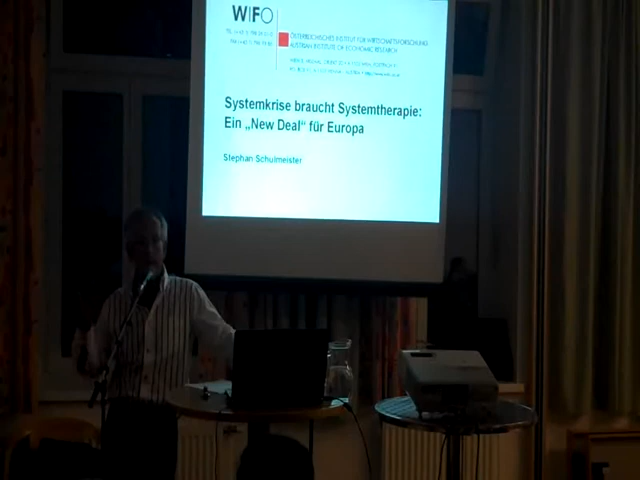 WIFO
ÖSTERREICHISCHES INSTITUT FÜR WIRTSCHAFTSFORSCHUNG
AUSTRIAN INSTITUTE OF ECONOMIC RESEARCH
Systemkrise braucht Systemtherapie:
Ein „New Deal“ für Europa
Stephan Schulmeister